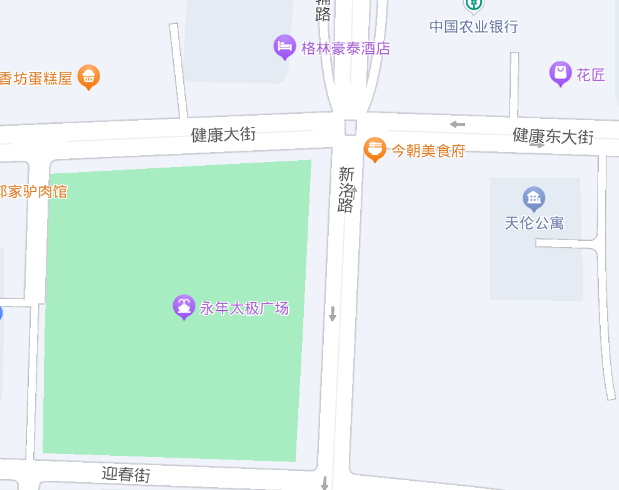 辅路
中国农业银行
格林豪泰酒店
花匠
香坊蛋糕屋
健康大街
健康东大街
今朝美食府
新洺路
郭家驴肉馆
天伦公寓
永年太极广场
迎春街